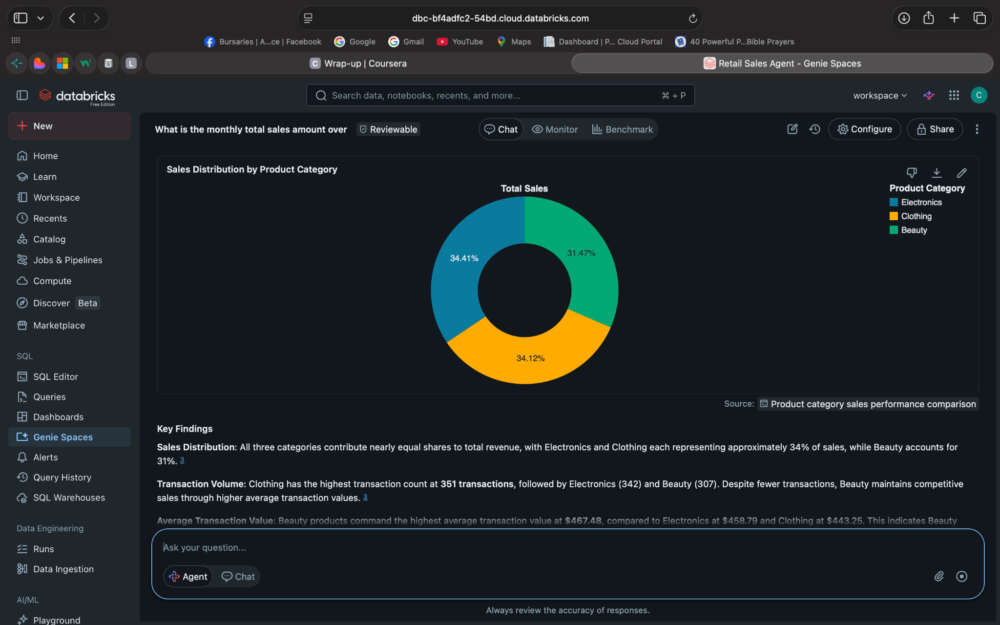 dbc-bf4adfc2-54bd.cloud.databricks.com
Bursaries | A...ce | Facebook
Google
Gmail
YouTube
Maps
Dashboard | P... Cloud Portal
40 Powerful P...Bible Prayers
L
C Wrap-up | Coursera
Retail Sales Agent - Genie Spaces
databricks
Free Edition
Search data, notebooks, recents, and more...
⌘ + P
workspace
C
New
Home
Learn
Workspace
Recents
Catalog
Jobs & Pipelines
Compute
Discover Beta
Marketplace
SQL
SQL Editor
Queries
Dashboards
Genie Spaces
Alerts
Query History
SQL Warehouses
Data Engineering
Runs
Data Ingestion
AI/ML
Playground
What is the monthly total sales amount over
Reviewable
Chat
Monitor
Benchmark
Configure
Share
Sales Distribution by Product Category
Total Sales
34.41%
31.47%
34.12%
Product Category
Electronics
Clothing
Beauty
Source: Product category sales performance comparison
Key Findings
Sales Distribution: All three categories contribute nearly equal shares to total revenue, with Electronics and Clothing each representing approximately 34% of sales, while Beauty accounts for
31%. 3
Transaction Volume: Clothing has the highest transaction count at 351 transactions, followed by Electronics (342) and Beauty (307). Despite fewer transactions, Beauty maintains competitive
sales through higher average transaction values. 3
Average Transaction Value: Beauty products command the highest average transaction value at $467.48, compared to Electronics at $458.79 and Clothing at $443.25. This indicates Beauty
Ask your question...
Agent
Chat
Always review the accuracy of responses.